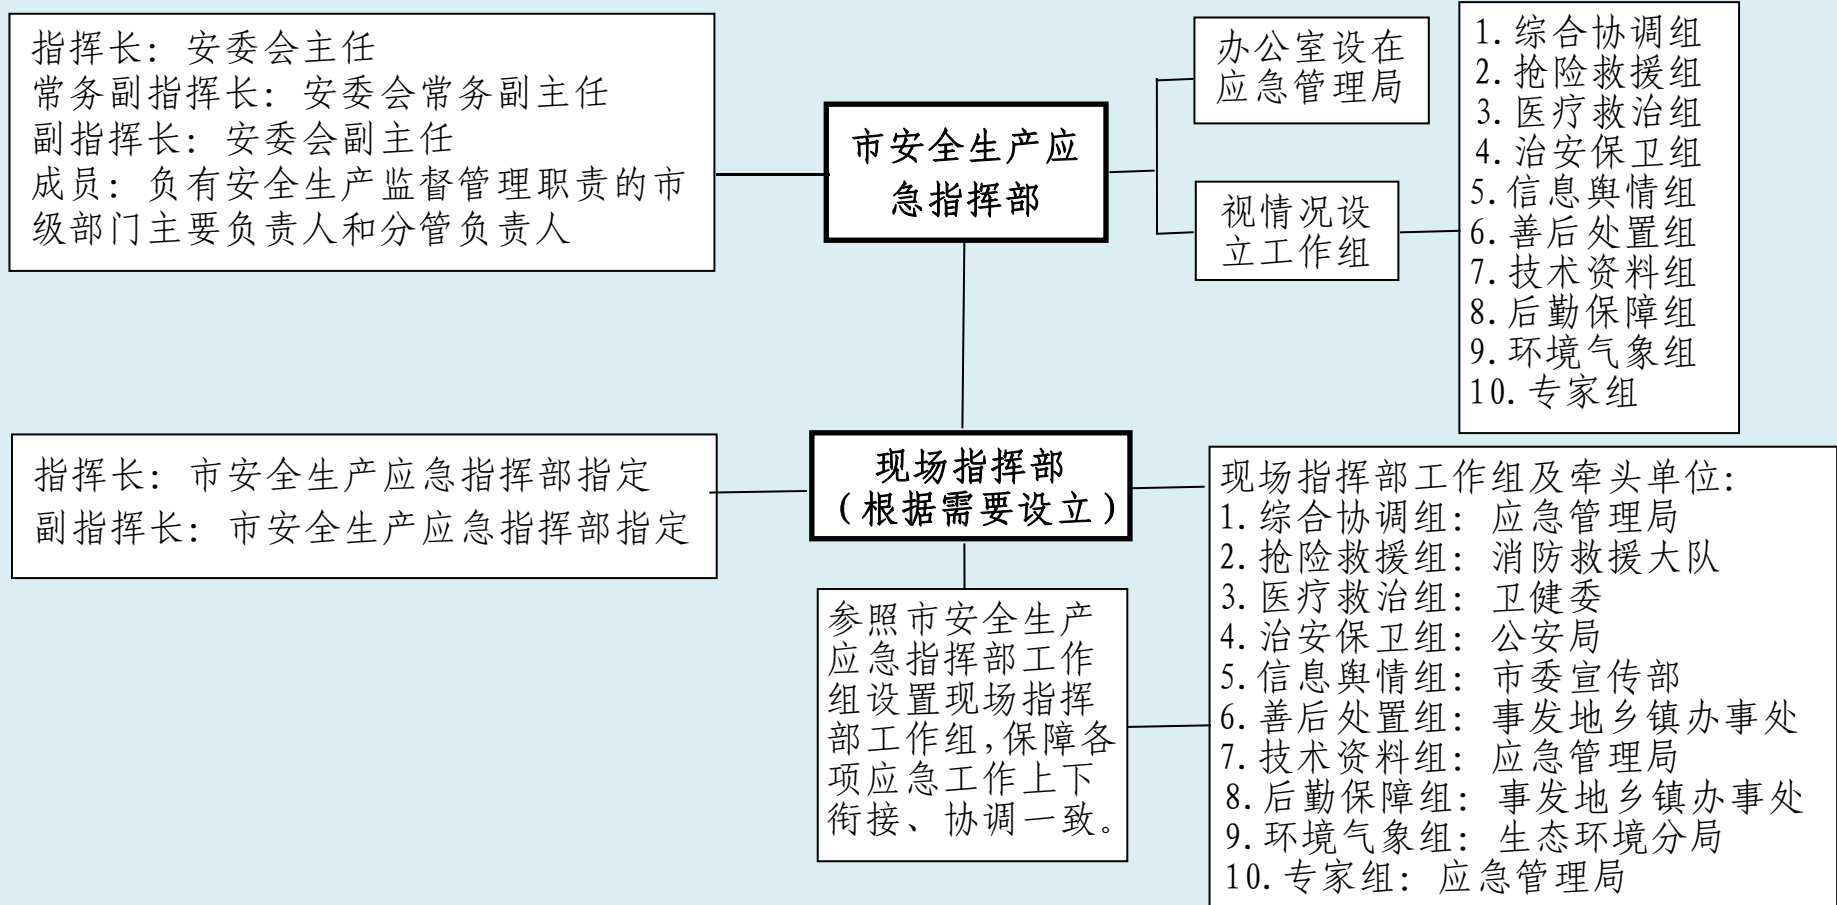 指挥长：安委会主任
常务副指挥长：安委会常务副主任
副指挥长：安委会副主任
成员：负有安全生产监督管理职责的市
级部门主要负责人和分管负责人
市安全生产应
急指挥部
办公室设在
应急管理局
视情况设
立工作组
1.综合协调组
2.抢险救援组
3.医疗救治组
4.治安保卫组
5.信息舆情组
6.善后处置组
7.技术资料组
8.后勤保障组
9.环境气象组
10.专家组
指挥长：市安全生产应急指挥部指定
副指挥长：市安全生产应急指挥部指定
现场指挥部
（根据需要设立）
参照市安全生产
应急指挥部工作
组设置现场指挥
部工作组,保障各
项应急工作上下
衔接、协调一致。
现场指挥部工作组及牵头单位：
1.综合协调组：应急管理局
2.抢险救援组：消防救援大队
3.医疗救治组：卫健委
4.治安保卫组：公安局
5.信息舆情组：市委宣传部
6.善后处置组：事发地乡镇办事处
7.技术资料组：应急管理局
8.后勤保障组：事发地乡镇办事处
9.环境气象组：生态环境分局
10.专家组：应急管理局